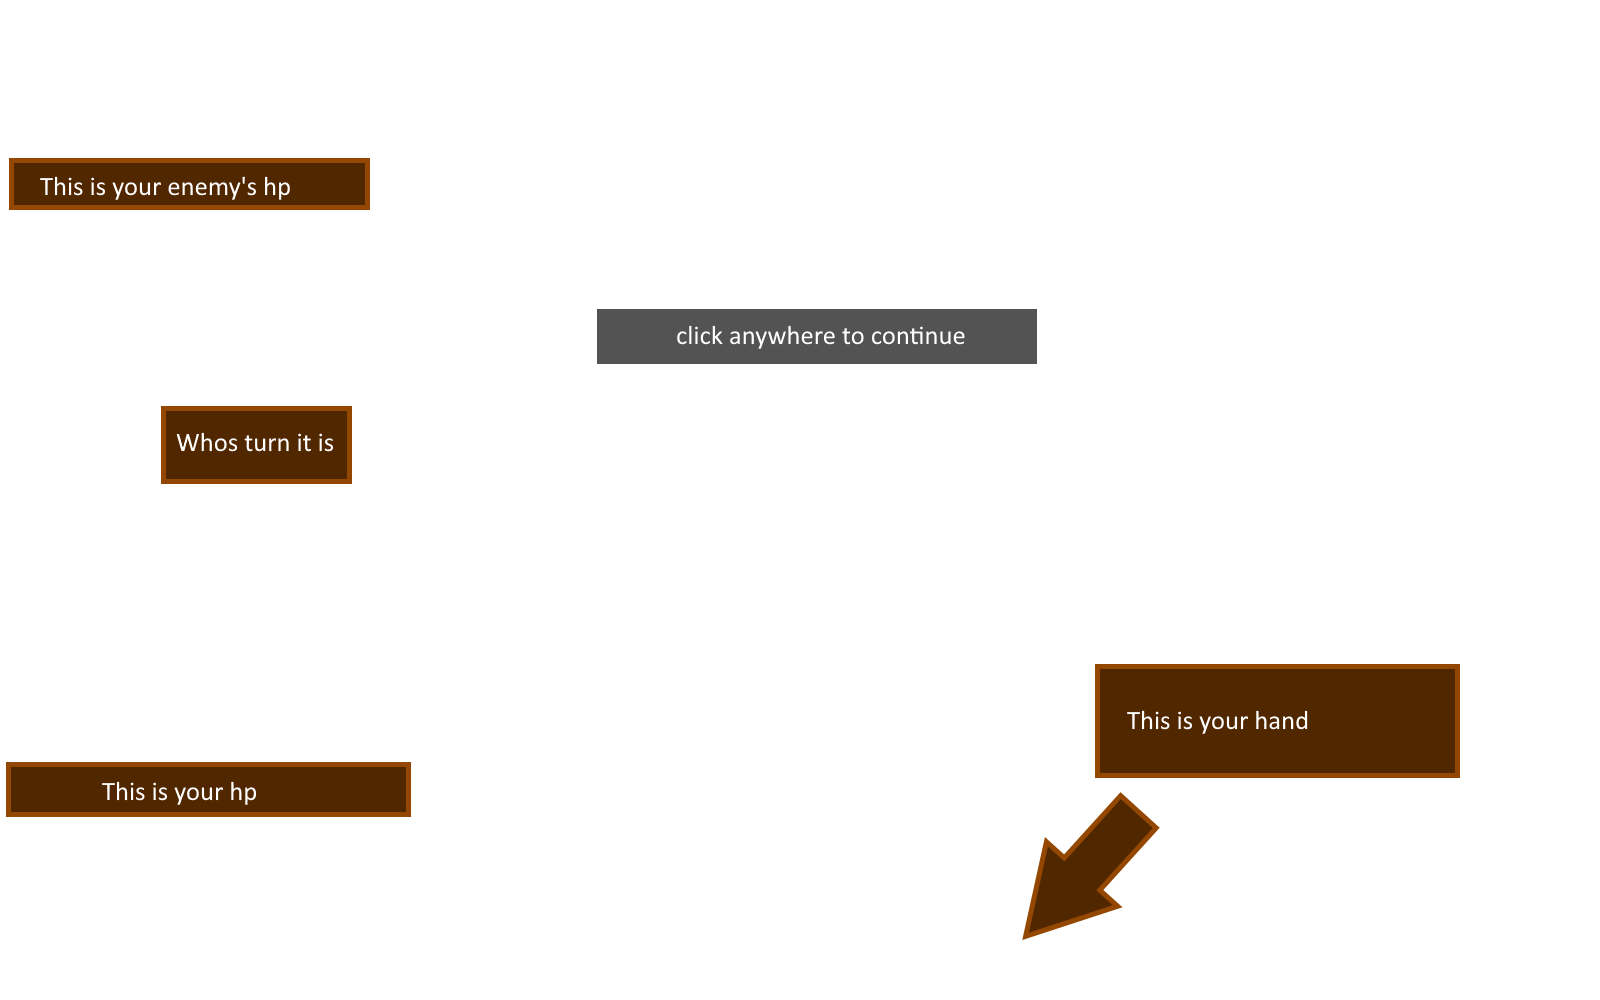 This is your enemy's hp
click anywhere to continue
Whos turn it is
This is your hand
This is your hp